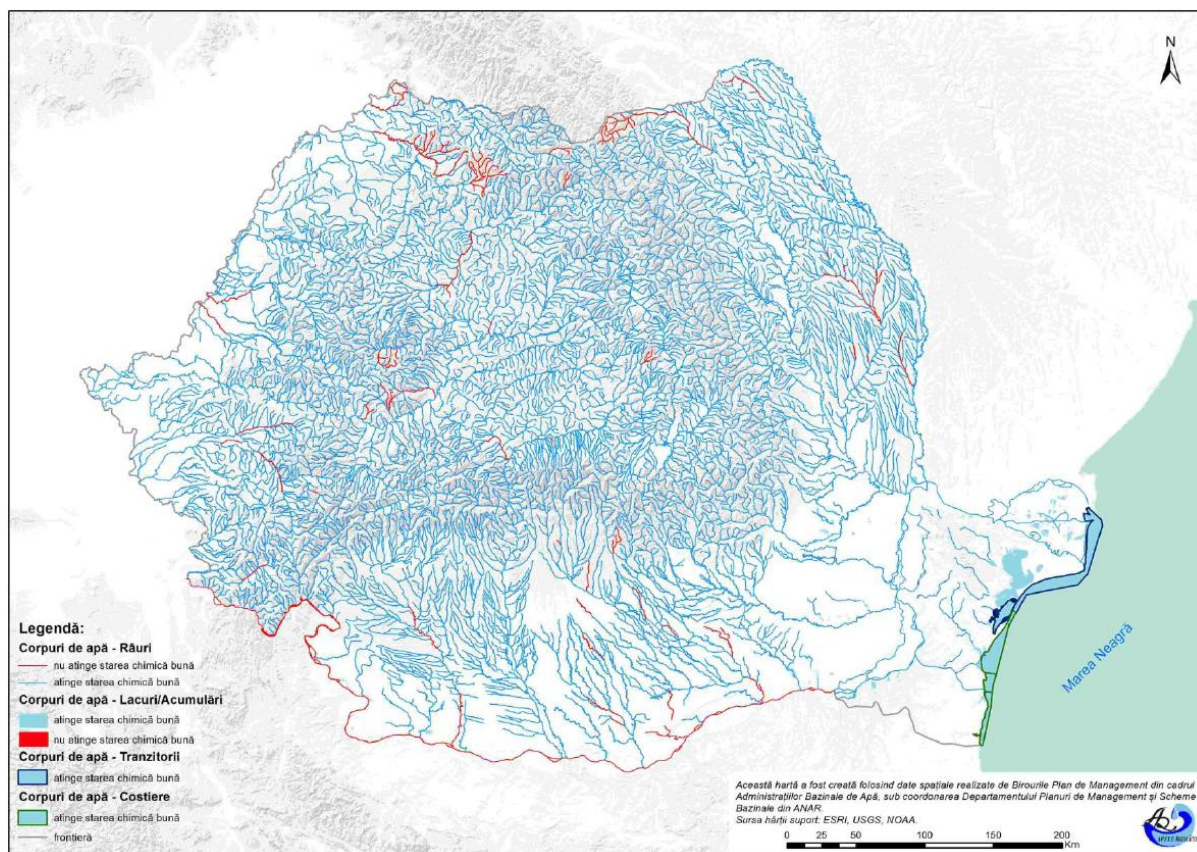 N
Marea Neagră
Legendă:
Corpuri de apă - Râuri
nu atinge starea chimică bună
atinge starea chimică bună
Corpuri de apă - Lacuri/Acumulări
atinge starea chimică bună
nu atinge starea chimică bună
Corpuri de apă - Tranzitorii
atinge starea chimică bună
Corpuri de apă - Costiere
atinge starea chimică bună
frontieră
Această hartă a fost creată folosind date spațiale realizate de Birourile Plan de Management din cadrul
Administrațiilor Bazinale de Apă, sub coordonarea Departamentului Planuri de Management și Scheme
Bazinale din ANAR.
Sursa hărții suport: ESRI, USGS, NOAA.
0 25 50 100 150 200
Km